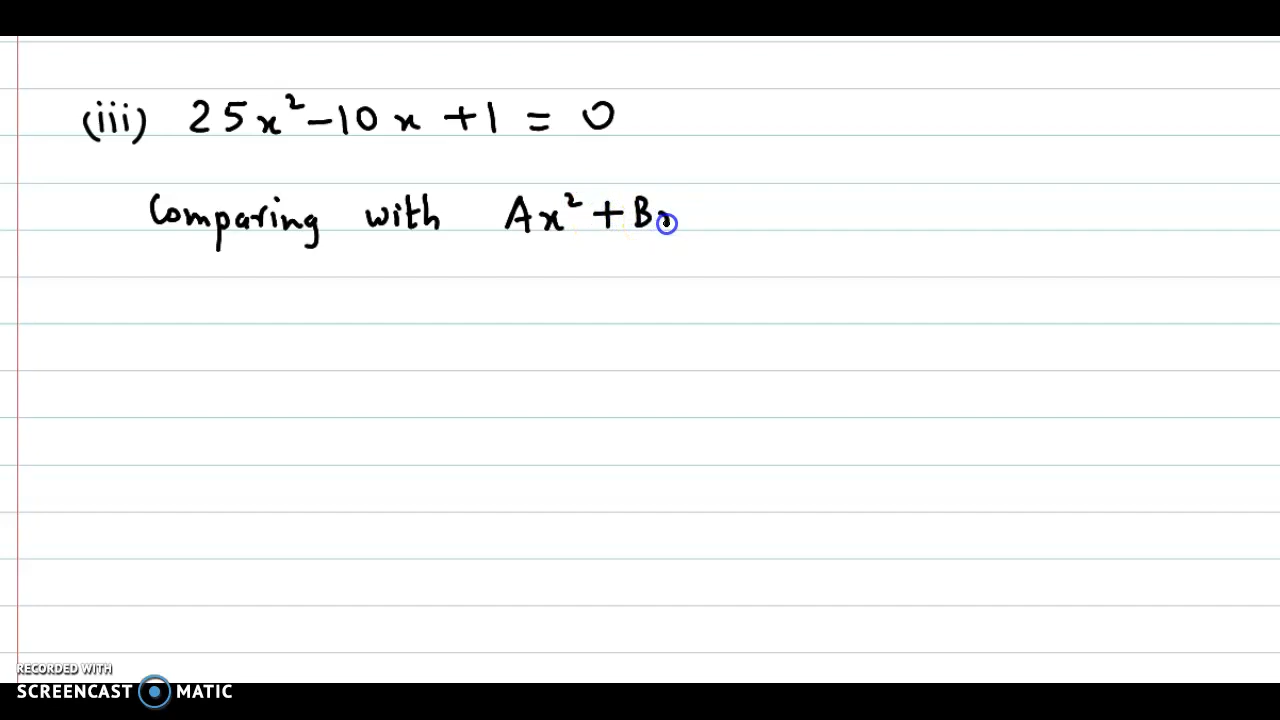 (iii) 25x² - 10x + 1 = 0
Comparing with Ax² + B
RECORDED WITH
SCREENCAST MATIC